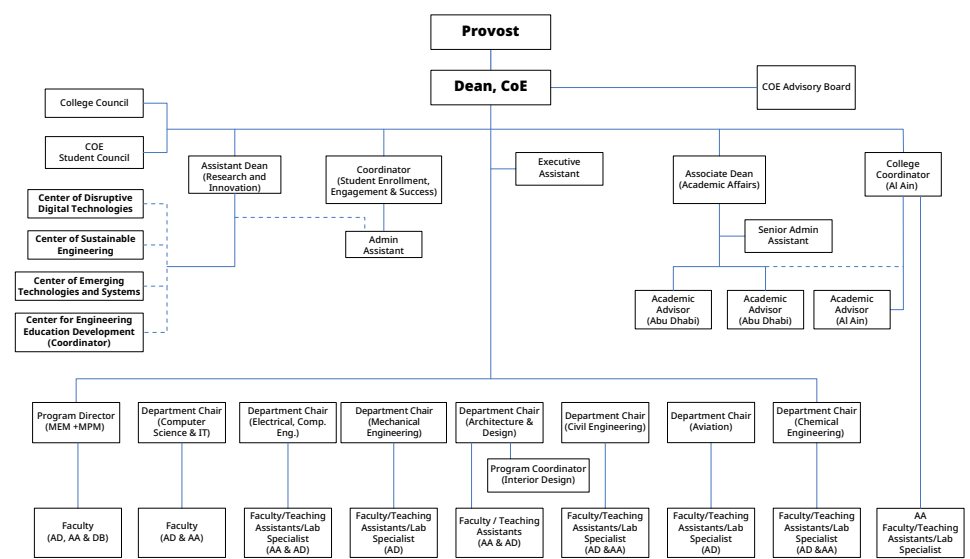 Provost
Dean, CoE
COE Advisory Board
College Council
COE
Student Council
Assistant Dean
(Research and
Innovation)
Coordinator
(Student Enrollment,
Engagement & Success)
Executive
Assistant
Associate Dean
(Academic Affairs)
College
Coordinator
(Al Ain)
Center of Disruptive
Digital Technologies
Center of Sustainable
Engineering
Center of Emerging
Technologies and Systems
Center for Engineering
Education Development
(Coordinator)
Admin
Assistant
Senior Admin
Assistant
Academic
Advisor
(Abu Dhabi)
Academic
Advisor
(Abu Dhabi)
Academic
Advisor
(Al Ain)
Program Director
(MEM +MPM)
Department Chair
(Computer
Science & IT)
Department Chair
(Electrical, Comp.
Eng.)
Department Chair
(Mechanical
Engineering)
Department Chair
(Architecture &
Design)
Department Chair
(Civil Engineering)
Department Chair
(Aviation)
Department Chair
(Chemical
Engineering)
Program Coordinator
(Interior Design)
Faculty
(AD, AA & DB)
Faculty
(AD & AA)
Faculty/Teaching
Assistants/Lab
Specialist
(AA & AD)
Faculty/Teaching
Assistants/Lab
Specialist
(AD)
Faculty / Teaching
Assistants
(AA & AD)
Faculty/Teaching
Assistants/Lab
Specialist
(AD &AA)
Faculty/Teaching
Assistants/Lab
Specialist
(AD)
Faculty/Teaching
Assistants/Lab
Specialist
(AD &AA)
AA
Faculty/Teaching
Assistants/Lab
Specialist